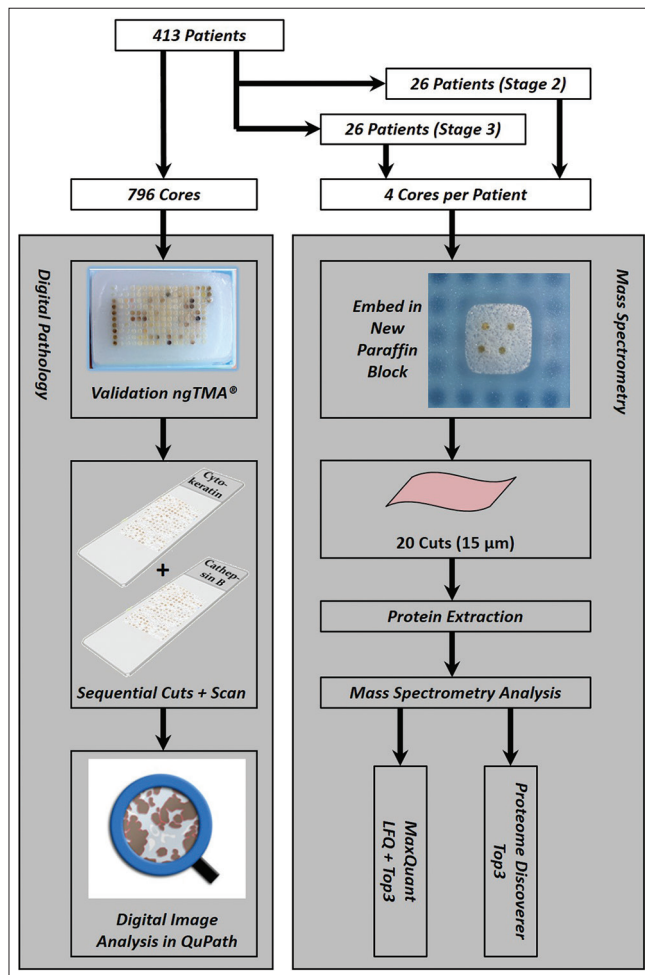 413 Patients
26 Patients (Stage 2)
26 Patients (Stage 3)
796 Cores
4 Cores per Patient
Digital Pathology
Validation ngTMA®
Cyto-
keratin
+
Cathep-
sin B
Sequential Cuts + Scan
Digital Image
Analysis in QuPath
Mass Spectrometry
Embed in
New
Paraffin
Block
20 Cuts (15 µm)
Protein Extraction
Mass Spectrometry Analysis
MaxQuant
LFQ + Top3
Proteome Discoverer
Top3